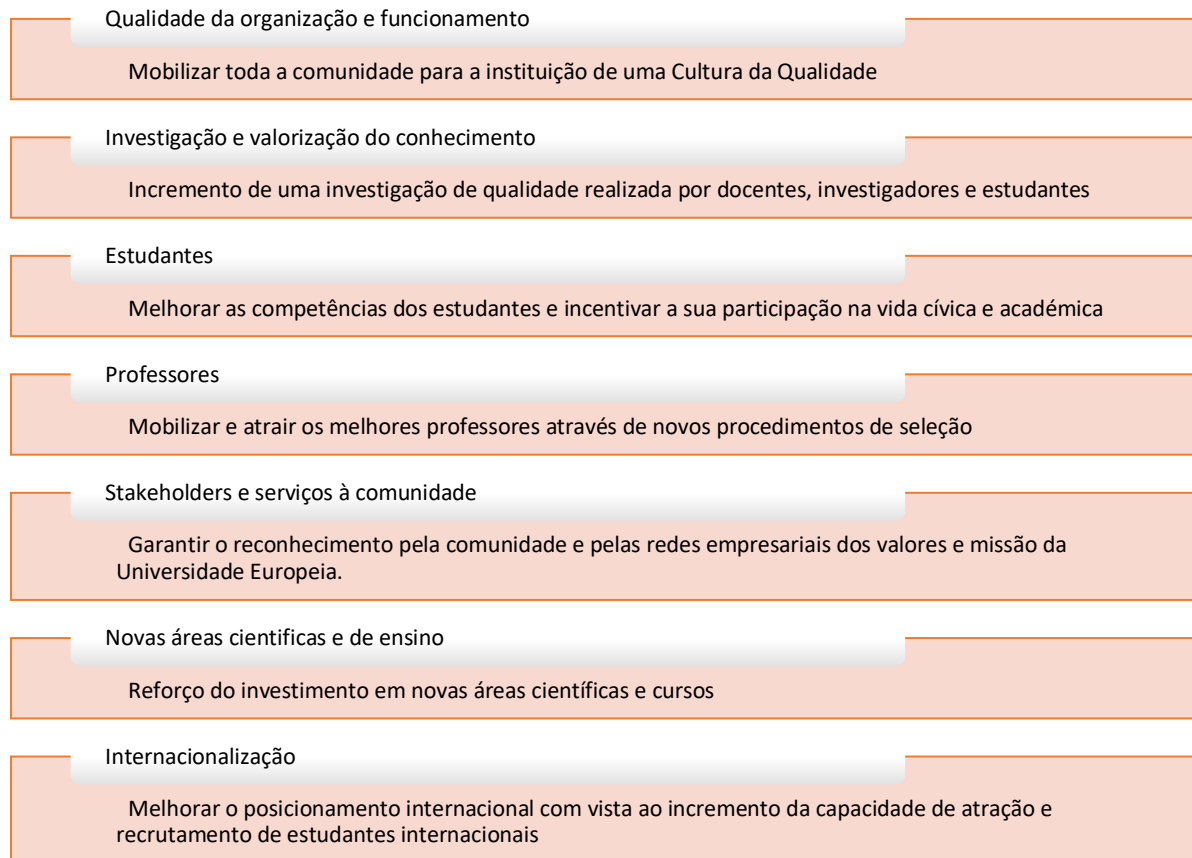 Qualidade da organização e funcionamento
Mobilizar toda a comunidade para a instituição de uma Cultura da Qualidade
Investigação e valorização do conhecimento
Incremento de uma investigação de qualidade realizada por docentes, investigadores e estudantes
Estudantes
Melhorar as competências dos estudantes e incentivar a sua participação na vida cívica e académica
Professores
Mobilizar e atrair os melhores professores através de novos procedimentos de seleção
Stakeholders e serviços à comunidade
Garantir o reconhecimento pela comunidade e pelas redes empresariais dos valores e missão da
Universidade Europeia.
Novas áreas cientificas e de ensino
Reforço do investimento em novas áreas científicas e cursos
Internacionalização
Melhorar o posicionamento internacional com vista ao incremento da capacidade de atração e
recrutamento de estudantes internacionais